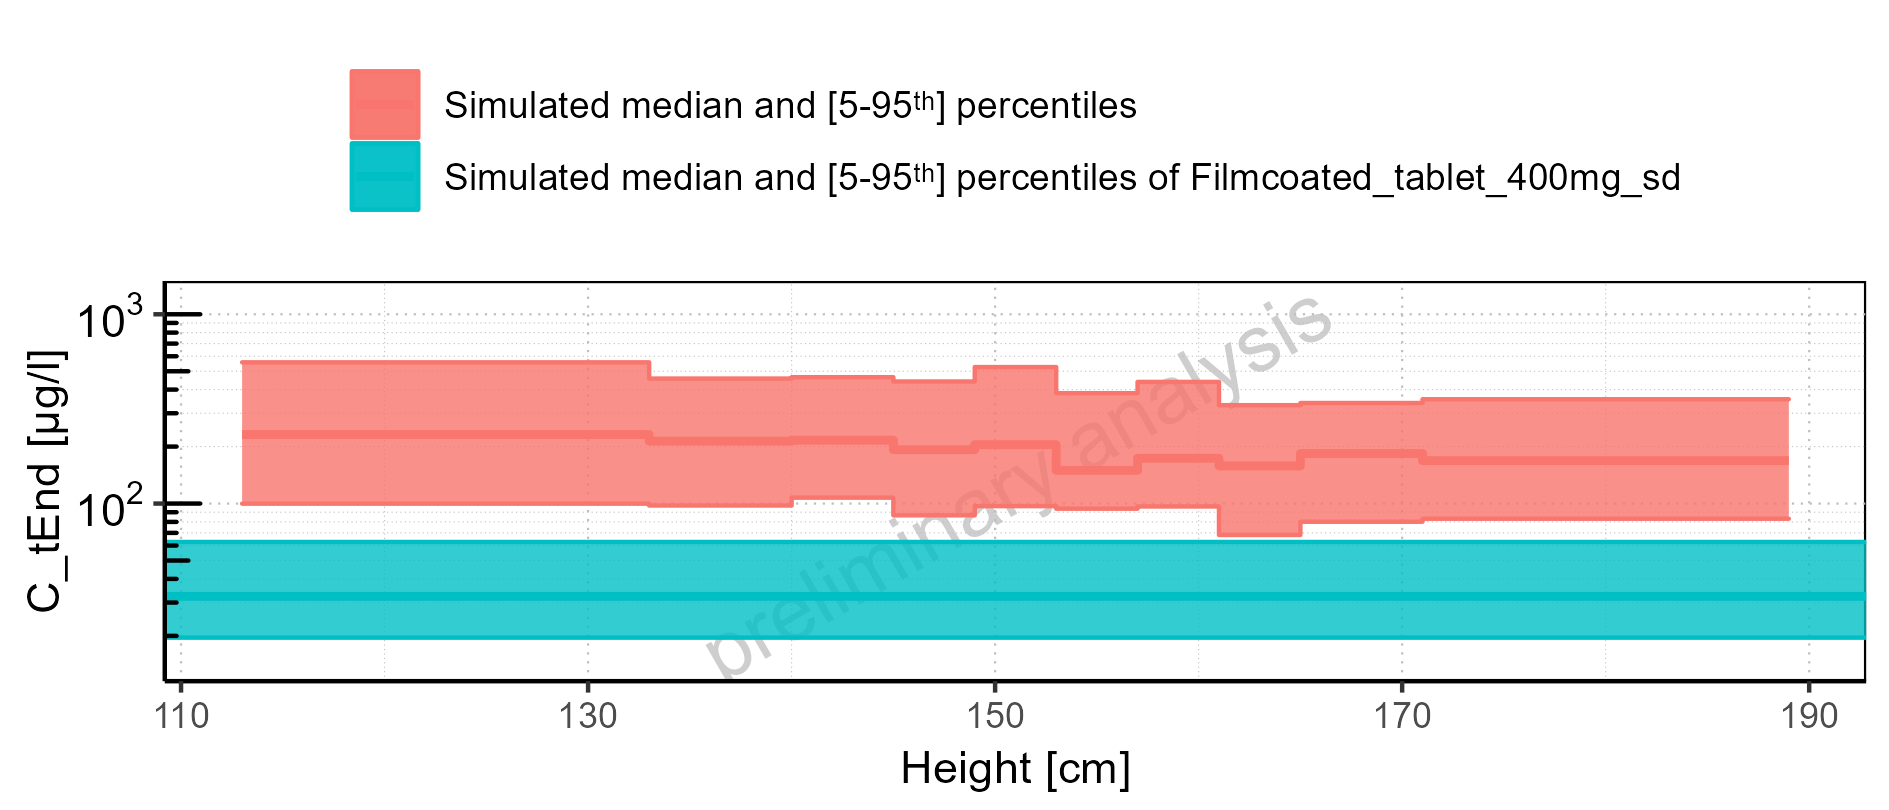 Simulated median and [5-95ᵗʰ] percentiles
Simulated median and [5-95ᵗʰ] percentiles of Filmcoated_tablet_400mg_sd
10³
10²
C_tEnd [µg/l]
preliminary analysis
110 130 150 170 190
Height [cm]